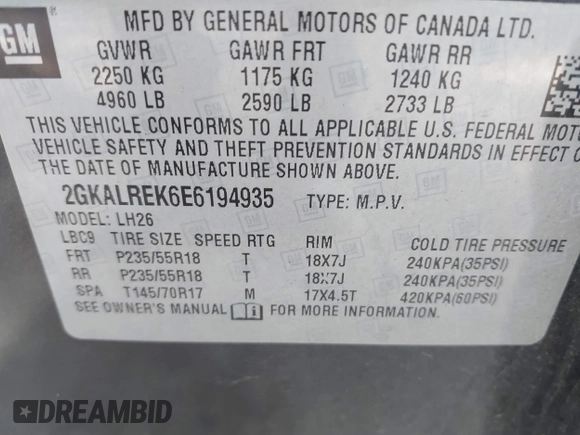 GM
MFD BY GENERAL MOTORS OF CANADA LTD.
GVWR GAWR FRT GAWR RR
2250 KG 1175 KG 1240 KG
4960 LB 2590 LB 2733 LB
THIS VEHICLE CONFORMS TO ALL APPLICABLE U.S. FEDERAL MOT
VEHICLE SAFETY AND THEFT PREVENTION STANDARDS IN EFFECT
THE DATE OF MANUFACTURE SHOWN ABOVE.
2GKALREK6E6194935 TYPE: M.P.V.
MODEL: LH26
LBC9 TIRE SIZE SPEED RTG RIM COLD TIRE PRESSURE
FRT P235/55R18 T 18X7J 240KPA(35PSI)
RR P235/55R18 T 18X7J 240KPA(35PSI)
SPA T145/70R17 M 17X4.5T 420KPA(60PSI)
SEE OWNER'S MANUAL FOR MORE INFORMATION.
DREAMBID